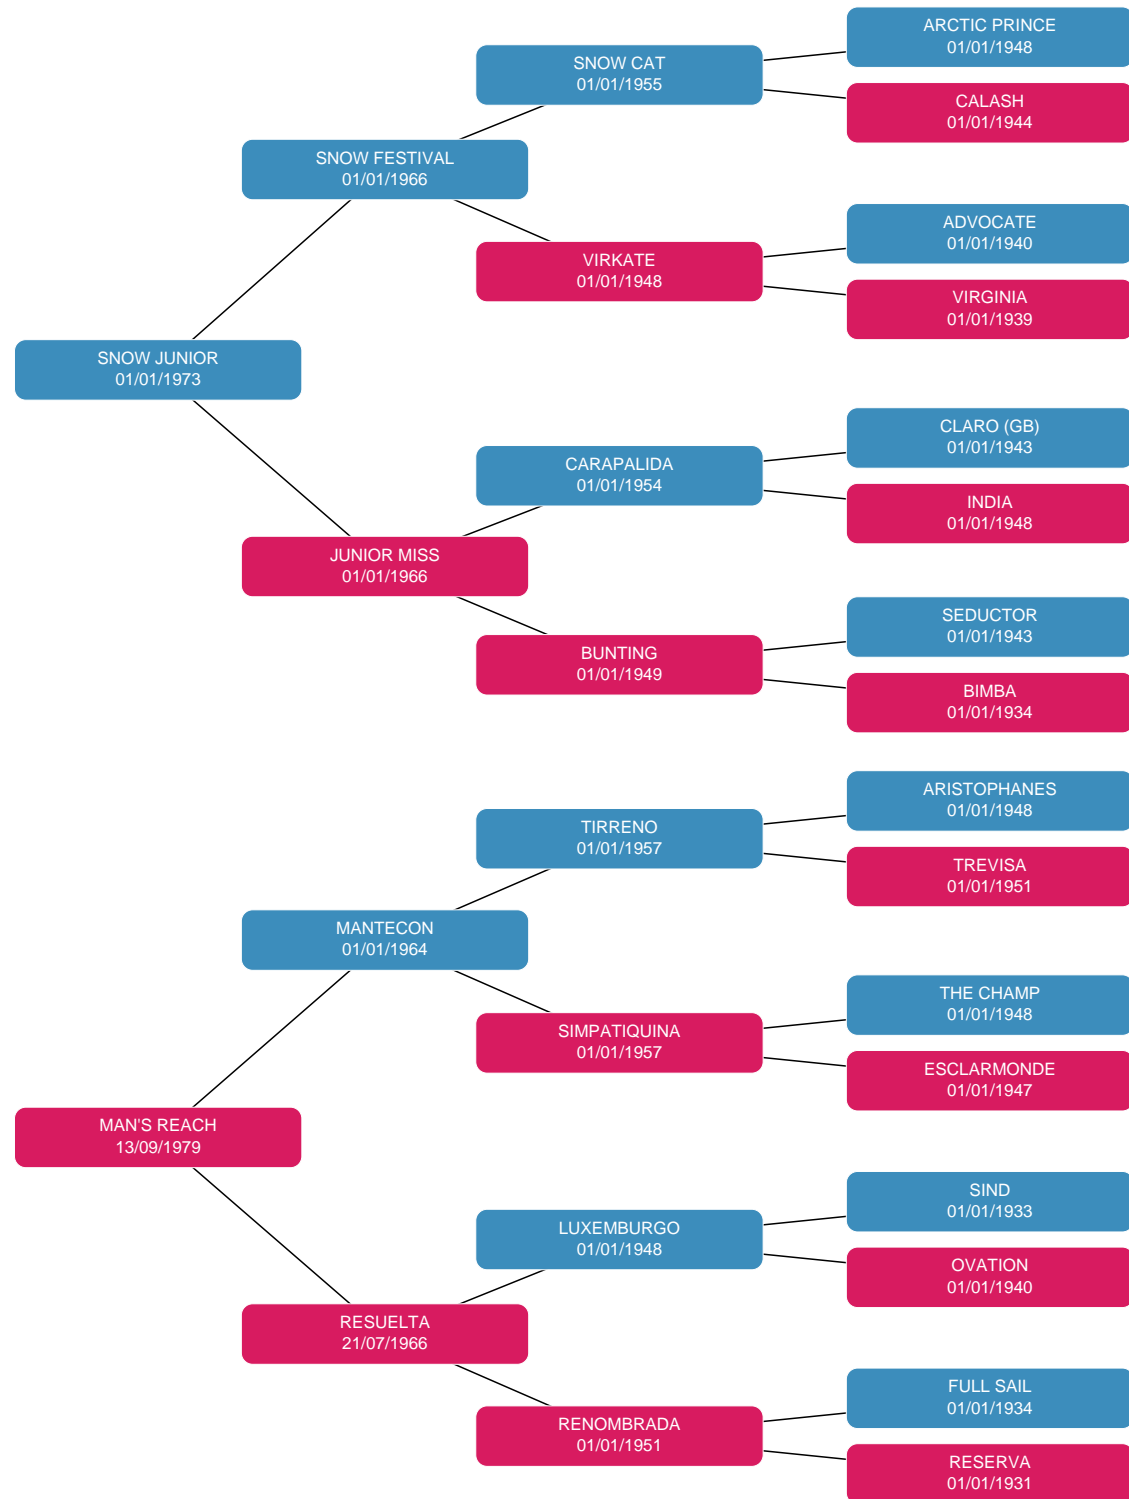 ARCTIC PRINCE
01/01/1948
SNOW CAT
01/01/1955
CALASH
01/01/1944
SNOW FESTIVAL
01/01/1966
ADVOCATE
01/01/1940
VIRKATE
01/01/1948
VIRGINIA
01/01/1939
SNOW JUNIOR
01/01/1973
CLARO (GB)
01/01/1943
CARAPALIDA
01/01/1954
INDIA
01/01/1948
JUNIOR MISS
01/01/1966
SEDUCTOR
01/01/1943
BUNTING
01/01/1949
BIMBA
01/01/1934
ARISTOPHANES
01/01/1948
TIRRENO
01/01/1957
TREVISA
01/01/1951
MANTECON
01/01/1964
THE CHAMP
01/01/1948
SIMPATIQUINA
01/01/1957
ESCLARMONDE
01/01/1947
MAN'S REACH
13/09/1979
SIND
01/01/1933
LUXEMBURGO
01/01/1948
OVATION
01/01/1940
RESUELTA
21/07/1966
FULL SAIL
01/01/1934
RENOMBRADA
01/01/1951
RESERVA
01/01/1931